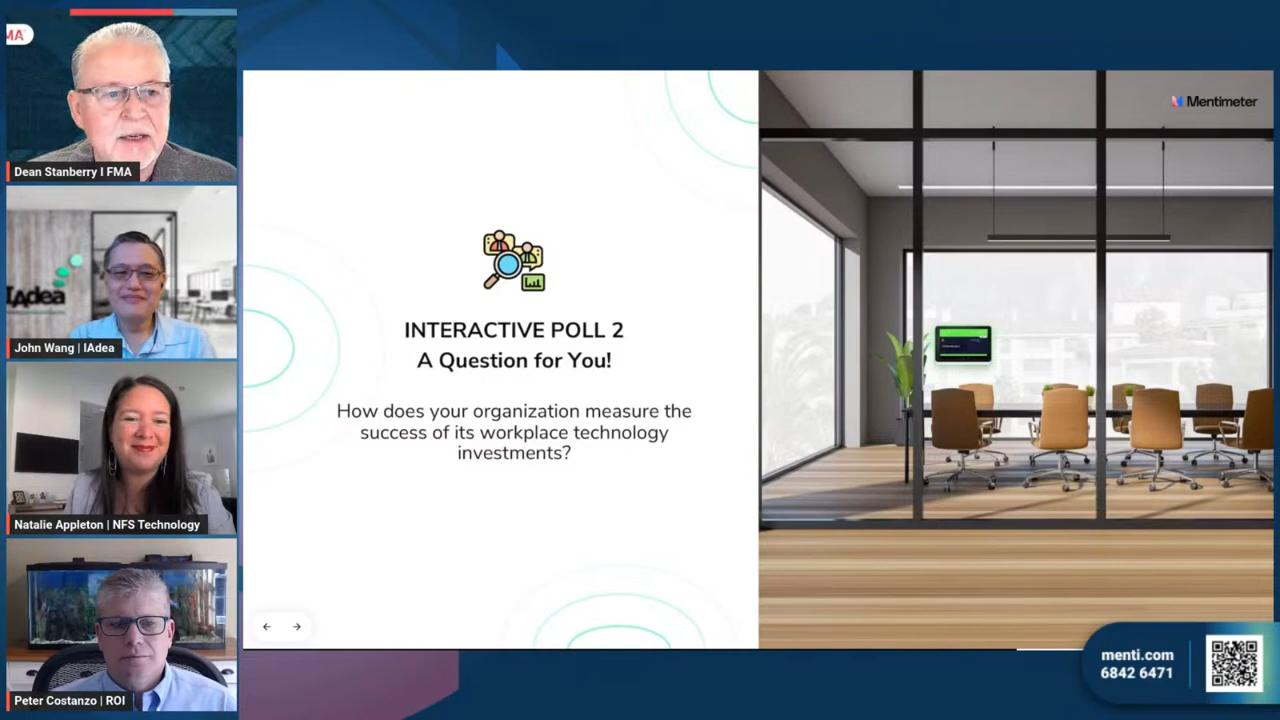 MA
Dean Stanberry I FMA
IAdea
John Wang | IAdea
Natalie Appleton | NFS Technology
Peter Costanzo | ROI
INTERACTIVE POLL 2
A Question for You!
How does your organization measure the
success of its workplace technology
investments?
Mentimeter
menti.com
6842 6471